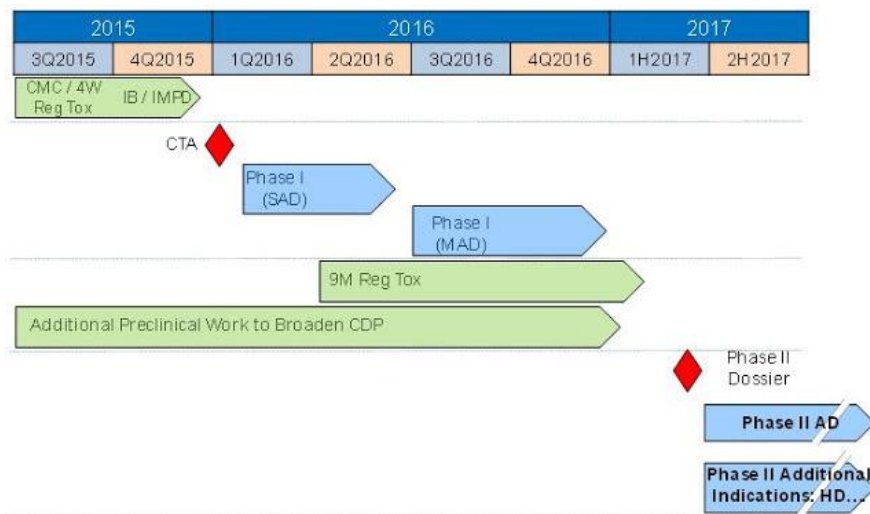 2015 2016 2017
3Q2015 4Q2015 1Q2016 2Q2016 3Q2016 4Q2016 1H2017 2H2017
CMC / 4W IB / IMPD
Reg Tox
CTA
Phase I
(SAD)
Phase I
(MAD)
9M Reg Tox
Additional Preclinical Work to Broaden CDP
Phase II
Dossier
Phase II AD
Phase II Additional
Indications: HD...